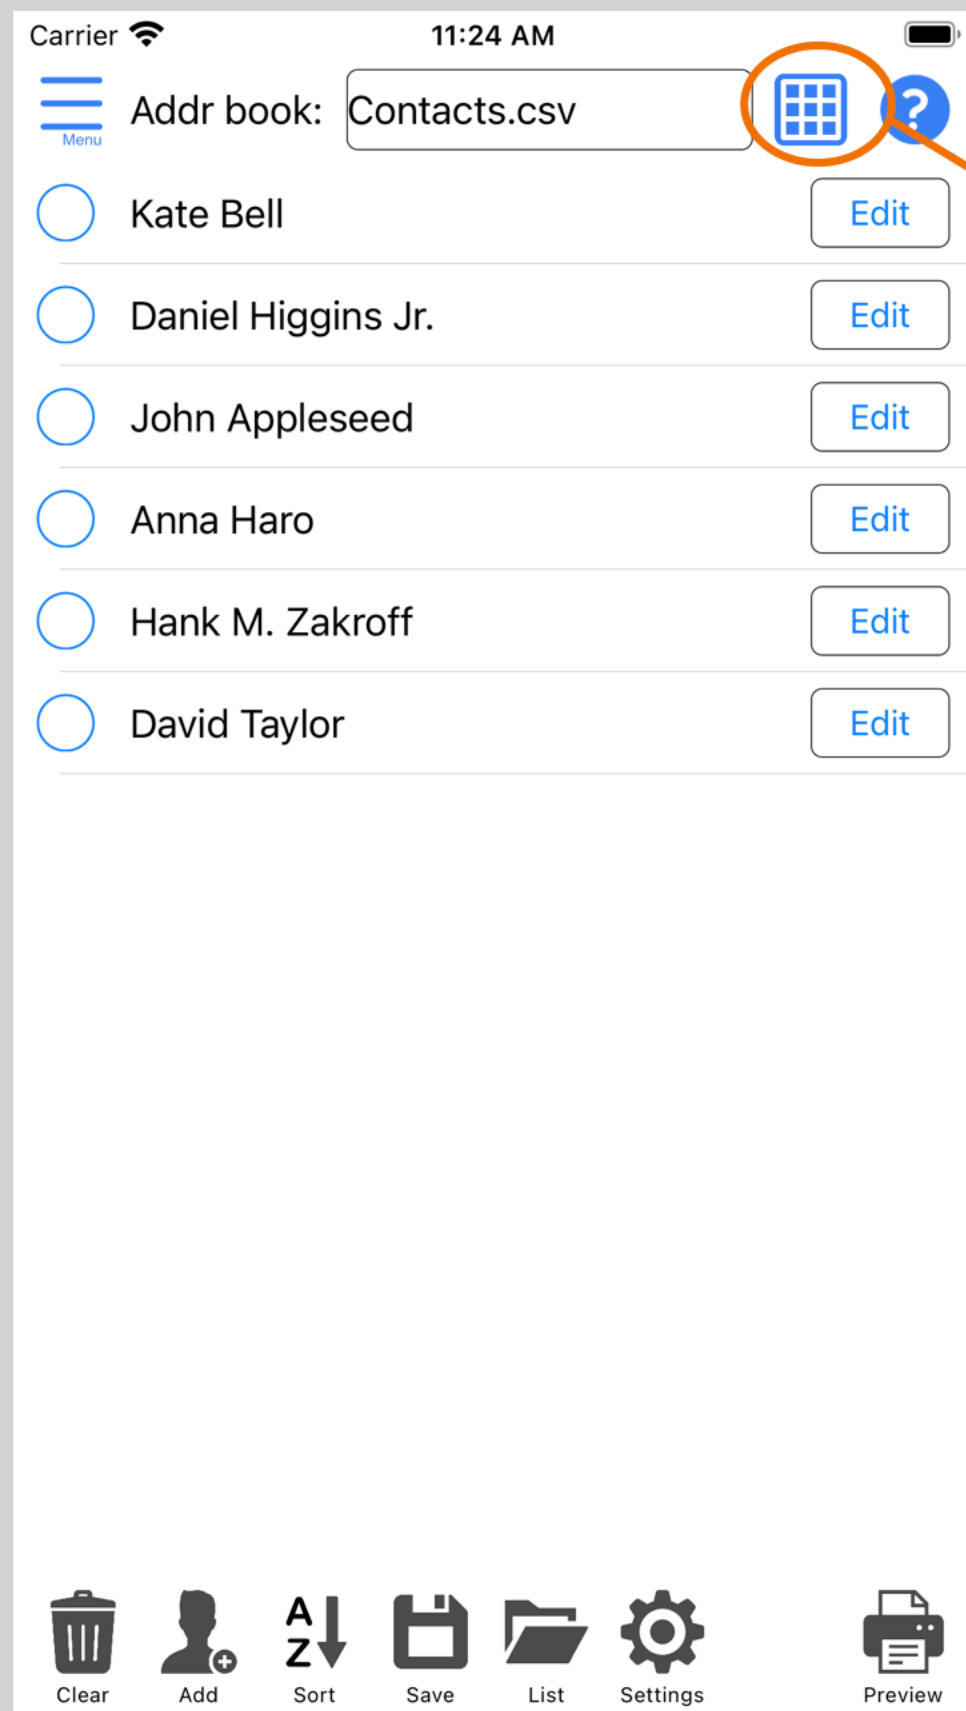 Carrier 11:24 AM
Menu Addr book: Contacts.csv ?
Kate Bell Edit
Daniel Higgins Jr. Edit
John Appleseed Edit
Anna Haro Edit
Hank M. Zakroff Edit
David Taylor Edit
A
Z
Clear Add Sort Save List Settings Preview